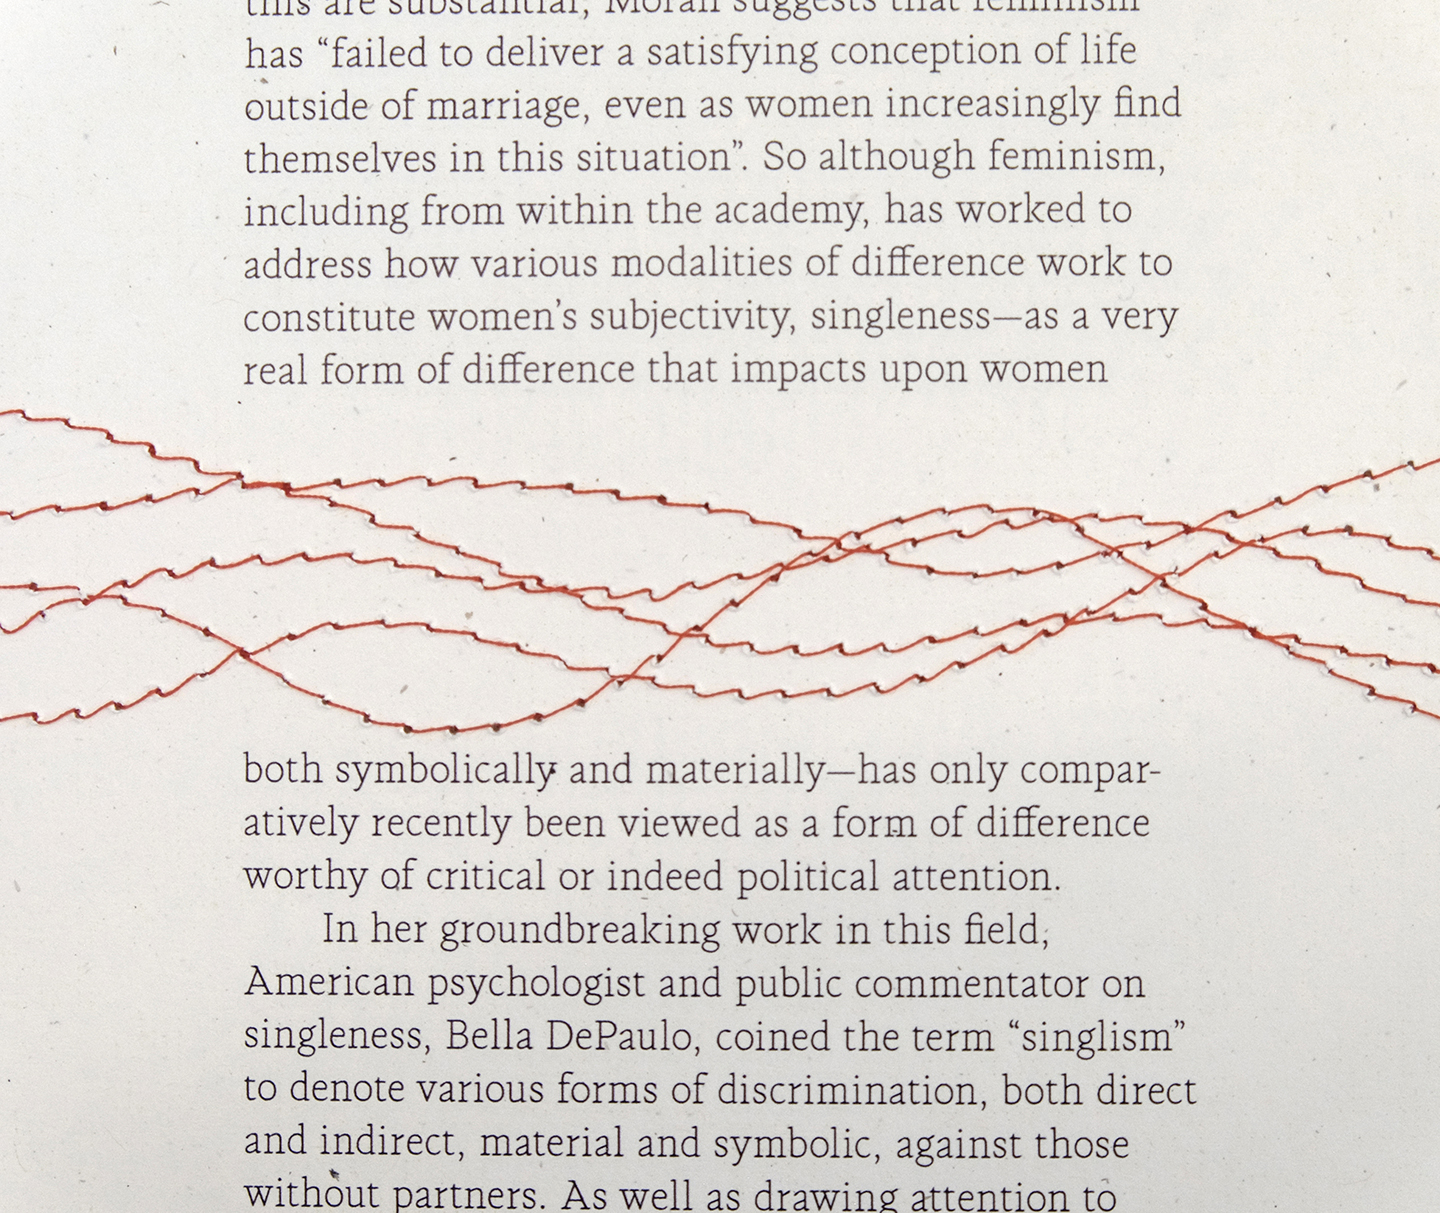 this are substantial, Moran suggests that feminism
has “failed to deliver a satisfying conception of life
outside of marriage, even as women increasingly find
themselves in this situation”. So although feminism,
including from within the academy, has worked to
address how various modalities of difference work to
constitute women’s subjectivity, singleness—as a very
real form of difference that impacts upon women
both symbolically and materially—has only compar-
atively recently been viewed as a form of difference
worthy of critical or indeed political attention.
In her groundbreaking work in this field,
American psychologist and public commentator on
singleness, Bella DePaulo, coined the term “singlism”
to denote various forms of discrimination, both direct
and indirect, material and symbolic, against those
without partners. As well as drawing attention to